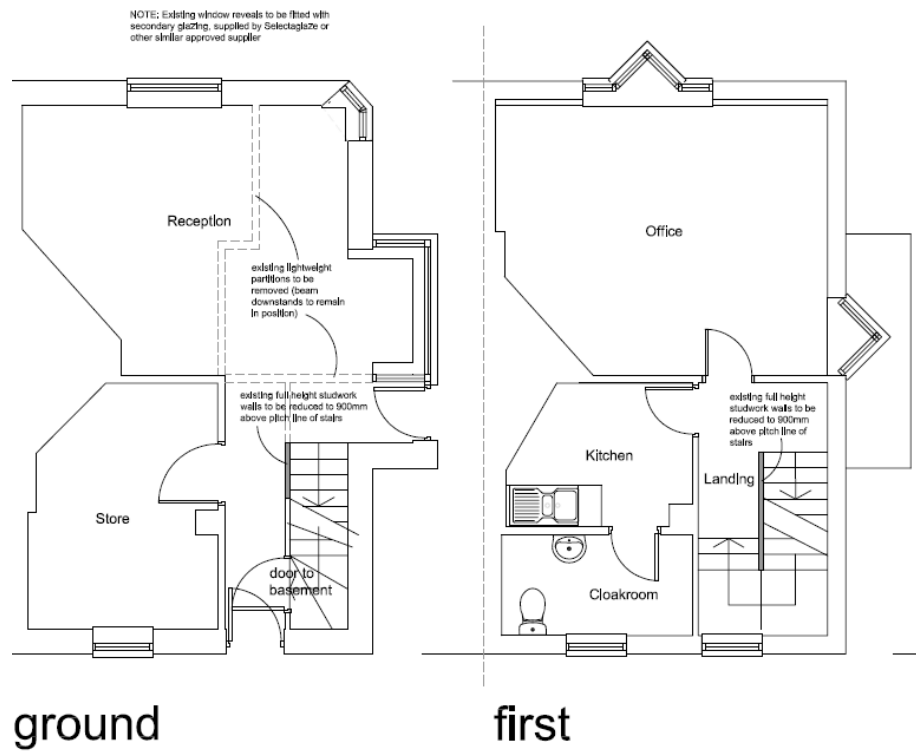 NOTE; Existing window reveals to be fitted with
secondary glazing, supplied by Selectaglaze or
other similar approved supplier
Reception
existing lightweight
partitions to be
removed (beam
downstands to remain
in position)
existing full height studwork
walls to be reduced to 900mm
above pitch line of stairs
Store
door to
basement
ground
Office
existing full height
studwork walls to be
reduced to 900mm
above pitch line of
stairs
Kitchen
Landing
Cloakroom
first